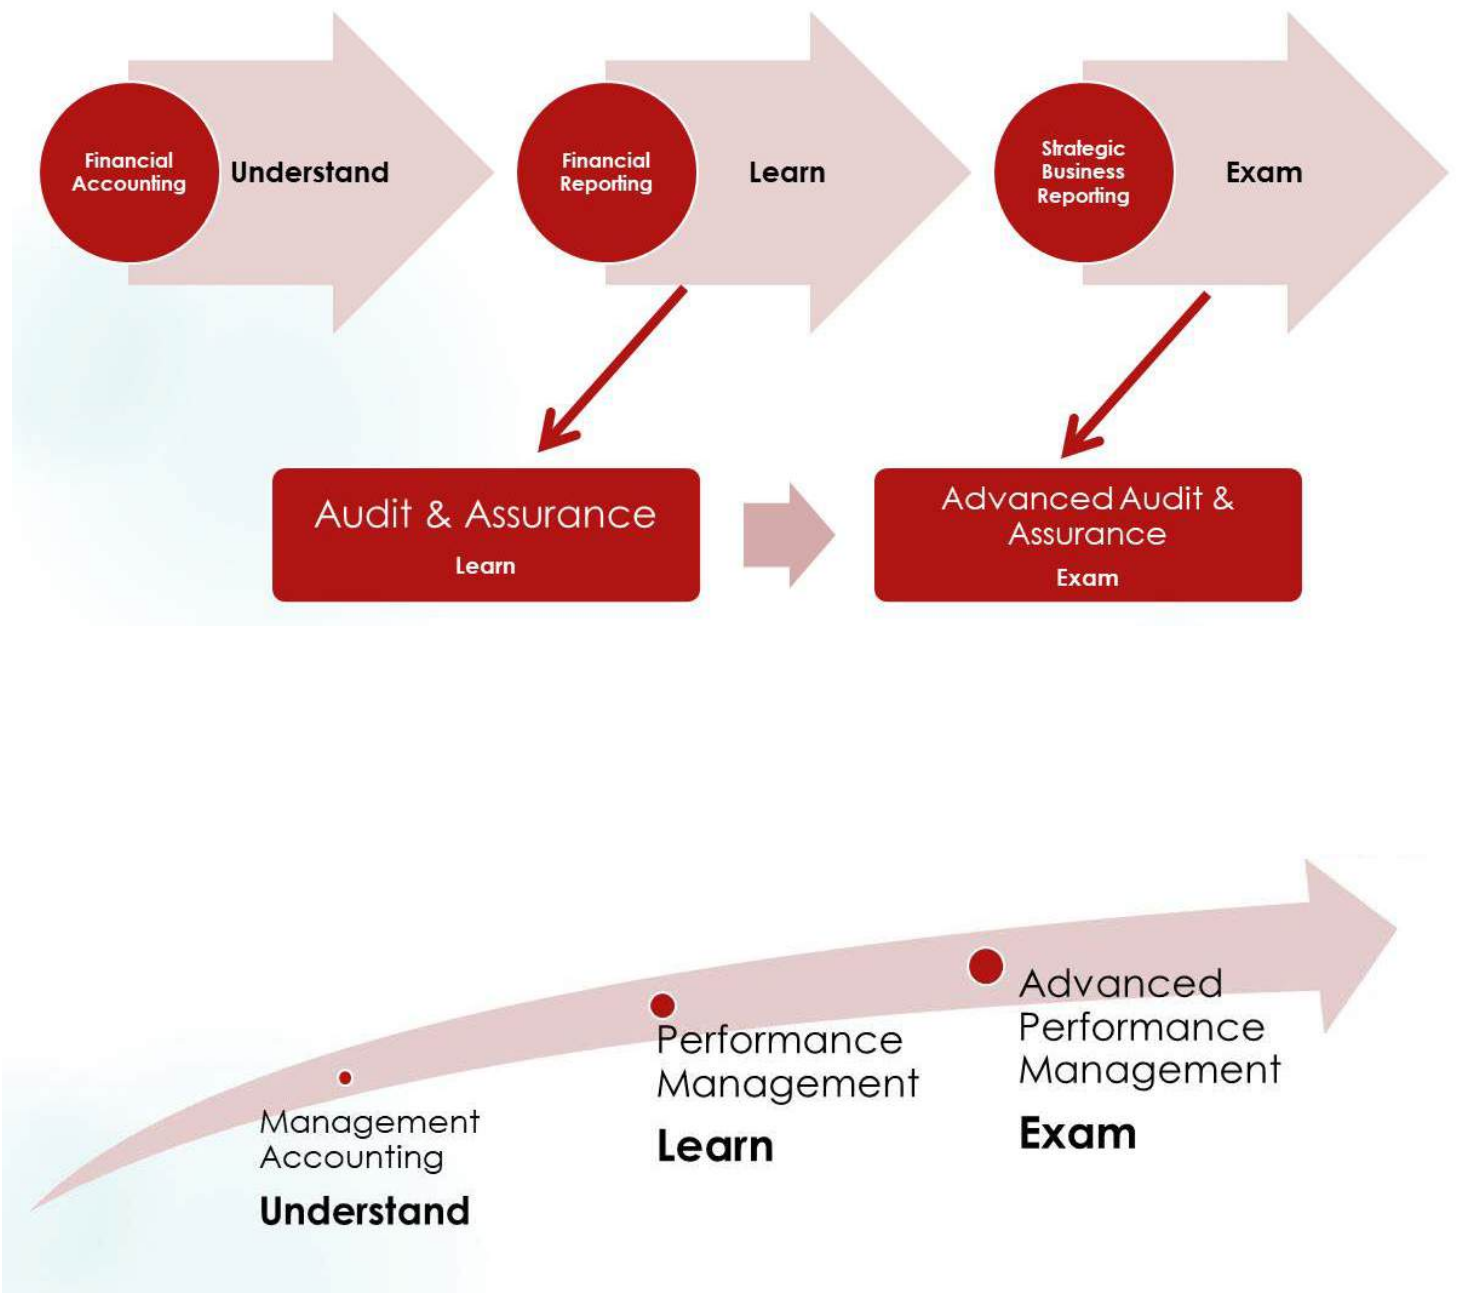 Financial
Accounting
Understand
Financial
Reporting
Learn
Strategic
Business
Reporting
Exam
Audit & Assurance
Learn
Advanced Audit &
Assurance
Exam
Management
Accounting
Understand
Performance
Management
Learn
Advanced
Performance
Management
Exam